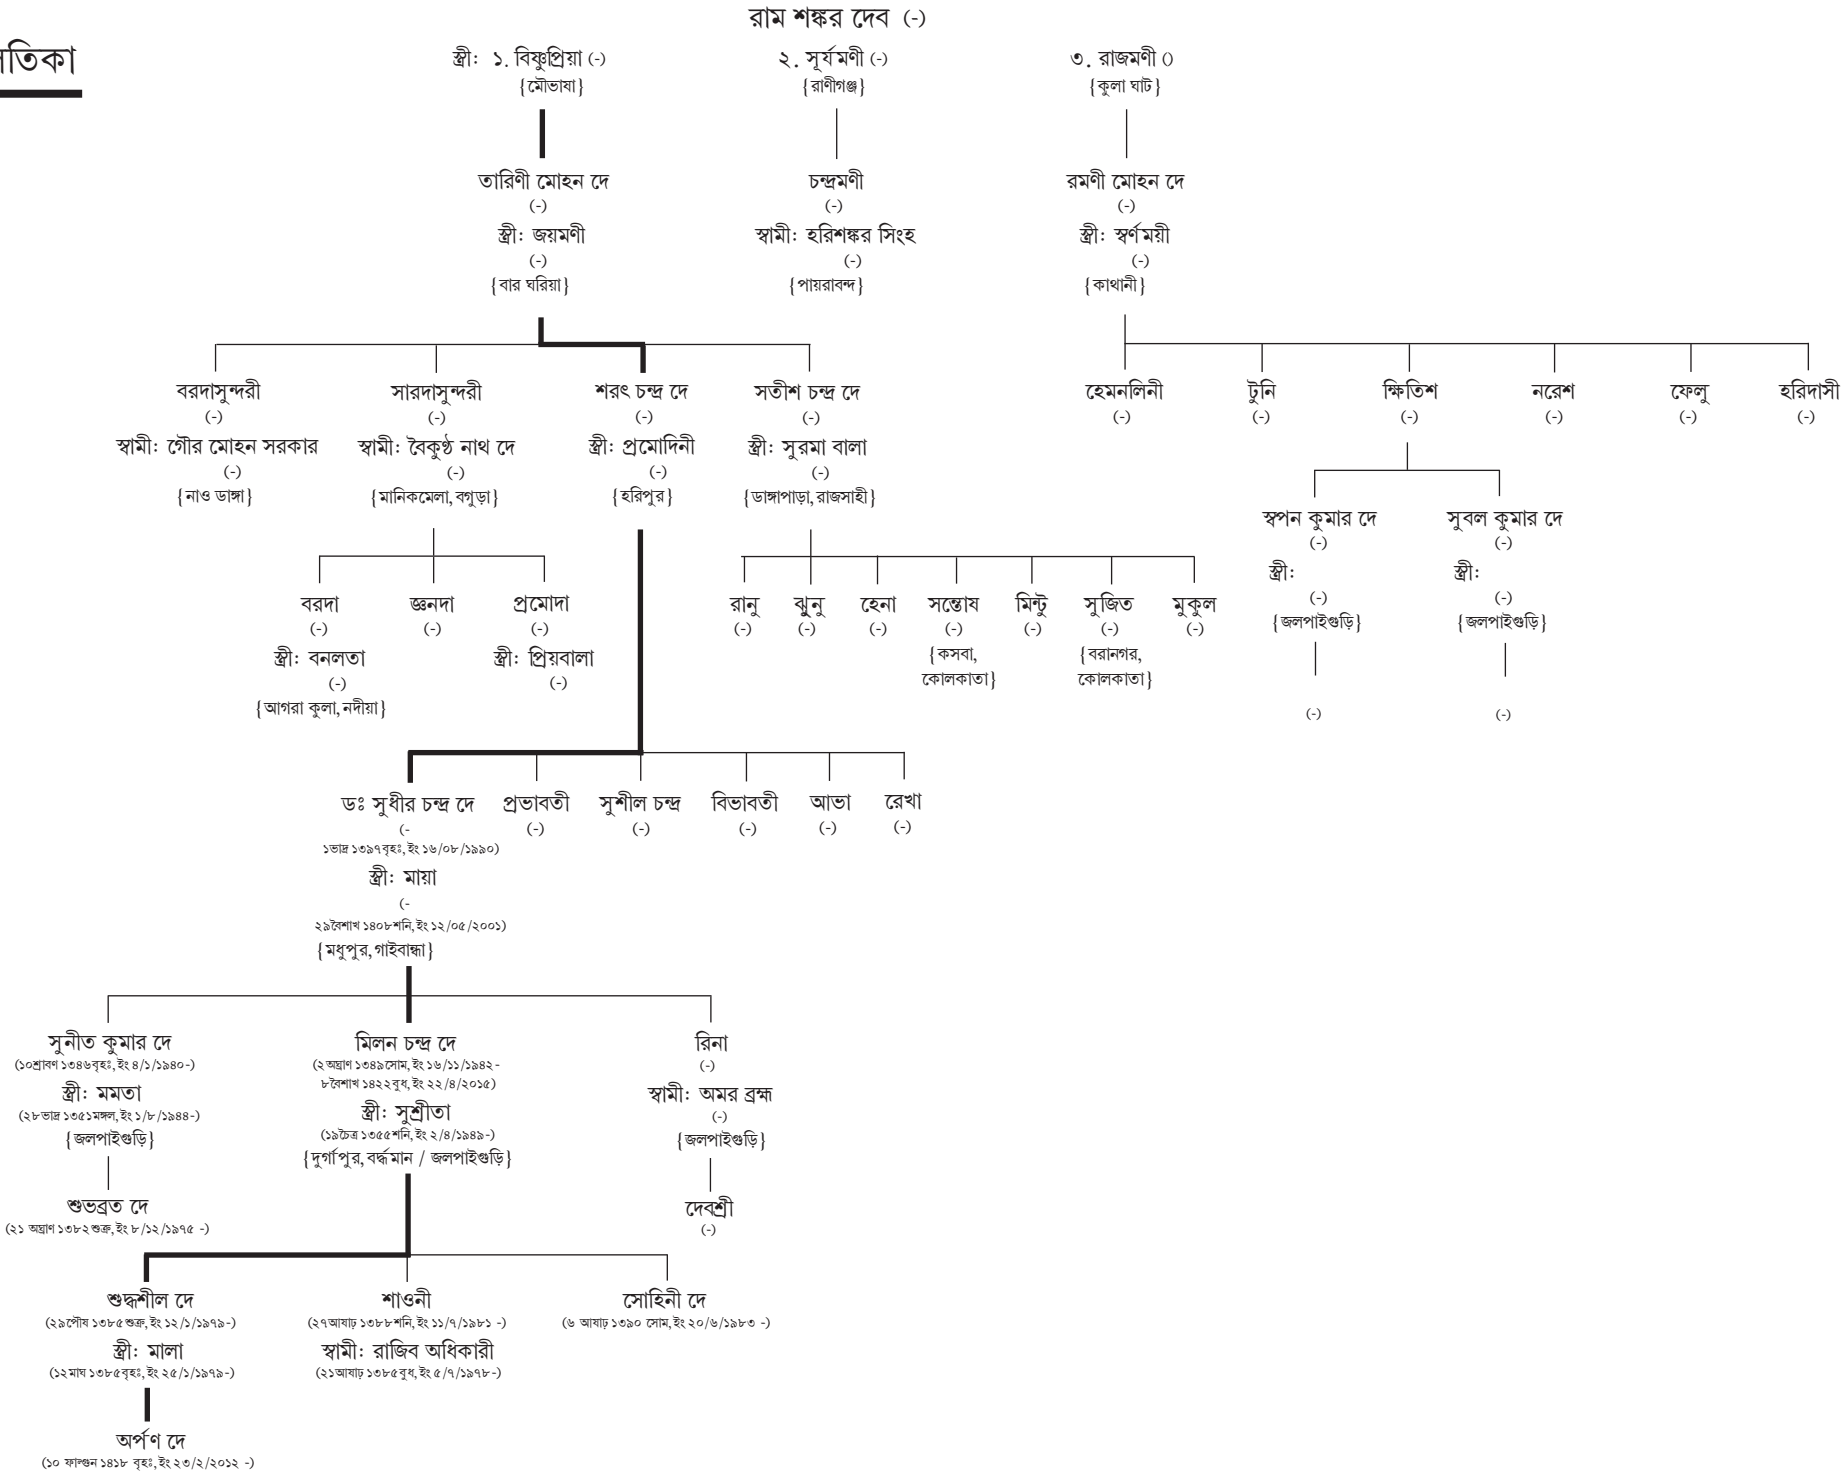 রাম শঙ্কর দেব (-)
তিকা
স্ত্রী: ১. বিষ্ণুপ্রিয়া (-) ২. সূর্যমণী (-) ৩. রাজমণী ()
{মৌভাষা} {রাণীগঞ্জ} {কুলা ঘাট}
তারিণী মোহন দে চন্দ্রমণী রমণী মোহন দে
(-) (-) (-)
স্ত্রী: জয়মণী স্বামী: হরিশঙ্কর সিংহ স্ত্রী: স্বর্ণময়ী
(-) (-) (-)
{বার ঘরিয়া} {পায়রাবন্দ} {কাথানী}
বরদাসুন্দরী সারদাসুন্দরী শরৎ চন্দ্র দে সতীশ চন্দ্র দে হেমনলিনী টুনি ক্ষিতিশ নরেশ ফেলু হরিদাসী
(-) (-) (-) (-) (-) (-) (-) (-) (-) (-)
স্বামী: গৌর মোহন সরকার স্বামী: বৈকুণ্ঠ নাথ দে স্ত্রী: প্রমোদিনী স্ত্রী: সুরমা বালা
(-) (-) (-) (-)
{নাও ডাঙ্গা} {মানিকমেলা, বগুড়া} {হরিপুর} {ডাঙ্গাপাড়া, রাজসাহী}
স্বপন কুমার দে সুবল কুমার দে
(-) (-)
স্ত্রী: স্ত্রী:
(-) (-)
{জলপাইগুড়ি} {জলপাইগুড়ি}
(-) (-)
বরদা জ্ঞনদা প্রমোদা রানু ঝুনু হেনা সন্তোষ মিন্টু সুজিত মুকুল
(-) (-) (-) (-) (-) (-) (-) (-) (-) (-)
স্ত্রী: বনলতা স্ত্রী: প্রিয়বালা {কসবা, {বরানগর,
(-) (-) কোলকাতা} কোলকাতা}
{আগরা কুলা, নদীয়া}
ডঃ সুধীর চন্দ্র দে প্রভাবতী সুশীল চন্দ্র বিভাবতী আভা রেখা
(- (-) (-) (-) (-) (-)
১ভাদ্র ১৩৯৭বৃহঃ, ইং ১৬/০৮/১৯৯০)
স্ত্রী: মায়া
(-
২৯বৈশাখ ১৪০৮শনি, ইং ১২/০৫/২০০১)
{মধুপুর, গাইবান্ধা}
সুনীত কুমার দে মিলন চন্দ্র দে রিনা
(১০শ্রাবণ ১৩৪৬বৃহঃ, ইং ৪/১/১৯৪০-) (২অঘ্রাণ ১৩৪৯সোম, ইং ১৬/১১/১৯৪২- (-)
৮বৈশাখ ১৪২২বুধ, ইং ২২/৪/২০১৫)
স্ত্রী: মমতা স্ত্রী: সুশ্রীতা স্বামী: অমর ব্রহ্ম
(২৮ভাদ্র ১৩৫১মঙ্গল, ইং ১/৮/১৯৪৪-) (১৯চৈত্র ১৩৫৫শনি, ইং ২/৪/১৯৪৯-) (-)
{জলপাইগুড়ি} {দুর্গাপুর, বর্দ্ধমান / জলপাইগুড়ি} {জলপাইগুড়ি}
শুভব্রত দে দেবশ্রী
(২১ অঘ্রাণ ১৩৮২শুক্র, ইং ৮/১২/১৯৭৫ -) (-)
শুদ্ধশীল দে শাওনী সোহিনী দে
(২৯পৌষ ১৩৮৫শুক্র, ইং ১২/১/১৯৭৯-) (২৭আষাঢ় ১৩৮৮শনি, ইং ১১/৭/১৯৮১ -) (৬ আষাঢ় ১৩৯০ সোম, ইং ২০/৬/১৯৮৩ -)
স্ত্রী: মালা স্বামী: রাজিব অধিকারী
(১২মাঘ ১৩৮৫বৃহঃ, ইং ২৫/১/১৯৭৯-) (২১আষাঢ় ১৩৮৫বুধ, ইং ৫/৭/১৯৭৮-)
অর্পণ দে
(১০ ফাল্গুন ১৪১৮ বৃহঃ, ইং ২৩/২/২০১২ -)